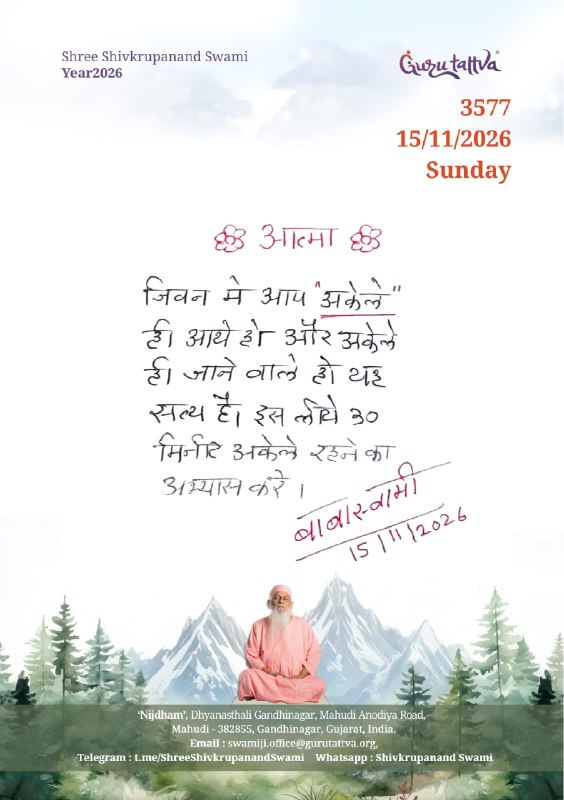 Shree Shivkrupanand Swami
Year2026
Gurutattva
3577
15/11/2026
Sunday
आत्मा
जिवन मे आप "अकेले"
ही आये हो और अकेले
ही जाने वाले हो यह
सत्य है। इस लीये 30
मिनीट अकेले रहने का
अभ्यास करे।
बाबास्वामी
15/11/2026
'Nijdham', Dhyanasthali Gandhinagar, Mahudi Anodiya Road,
Mahudi - 382855, Gandhinagar, Gujarat, India.
Email : swamiji.office@gurutattva.org,
Telegram : t.me/ShreeShivkrupanandSwami Whatsapp : Shivkrupanand Swami